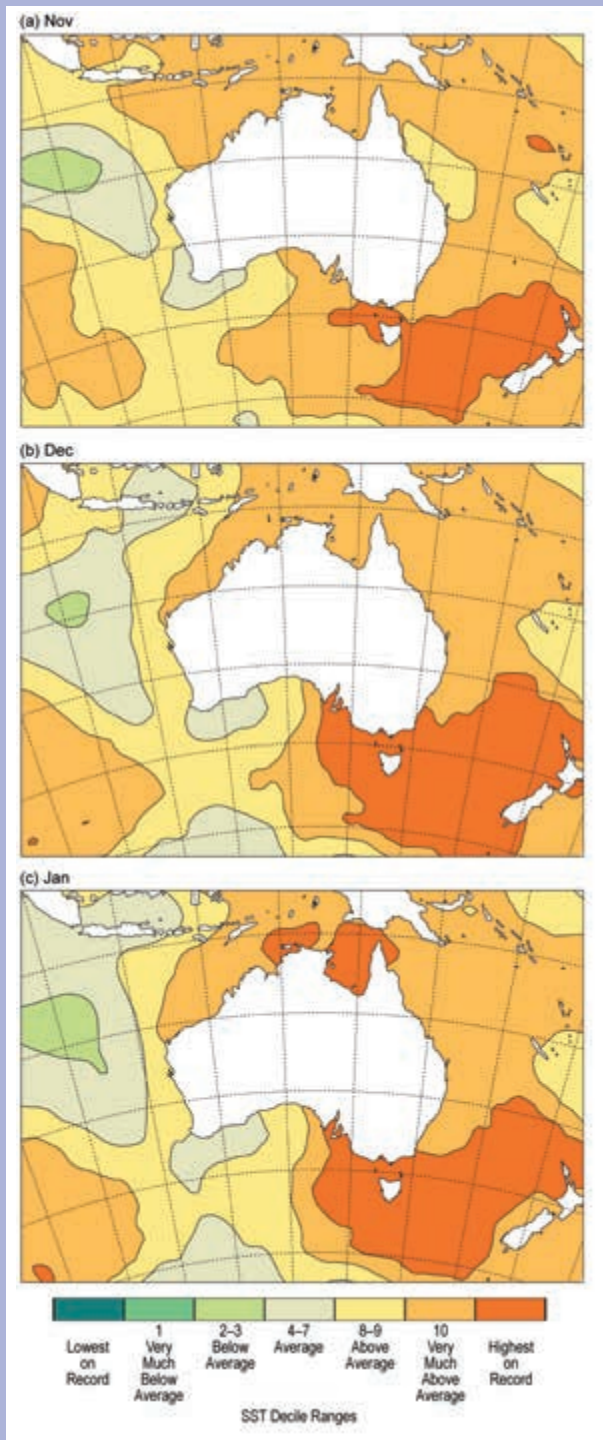 (a) Nov
(b) Dec
(c) Jan
1 2–3 4–7 8–9 10
Lowest on Record
Very Much Below Average
Below Average
Average
Above Average
Very Much Above Average
Highest on Record
SST Decile Ranges